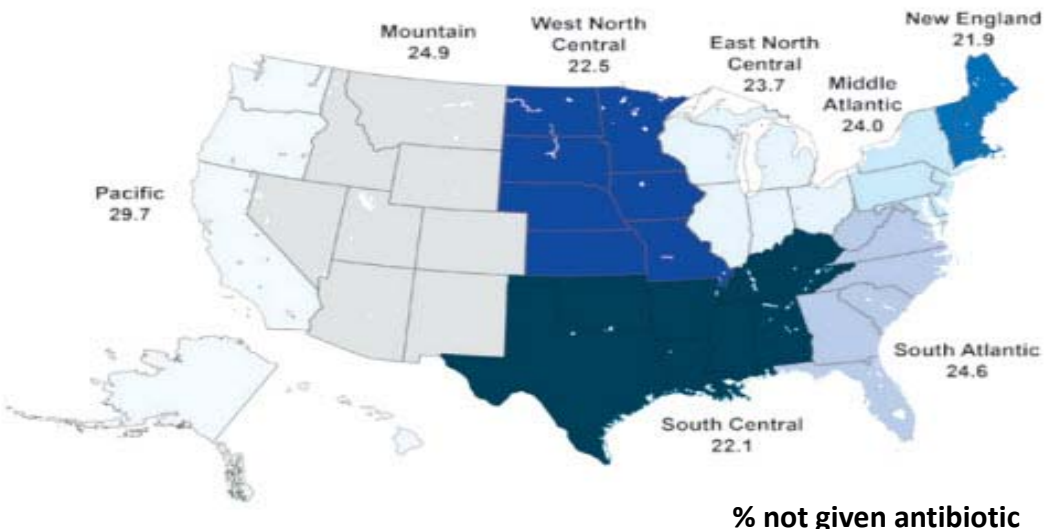 New England
21.9
Mountain
24.9
West North
Central
22.5
East North
Central
23.7
Middle
Atlantic
24.0
Pacific
29.7
South Atlantic
24.6
South Central
22.1
% not given antibiotic